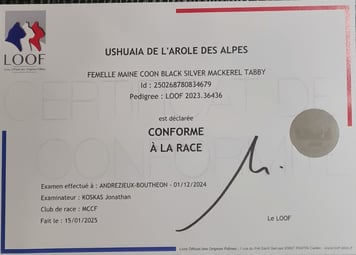 LOOF
USHUAIA DE L'AROLE DES ALPES
FEMELLE MAINE COON BLACK SILVER MACKEREL TABBY
Id : 250268780834679
Pedigree : LOOF 2023.36436
est déclarée
CONFORME
À LA RACE
Examen effectué à : ANDREZIEUX-BOUTHEON - 01/12/2024
Examinateur : KOSKAS Jonathan
Club de race : MCCF
Fait le : 15/01/2025
Le LOOF